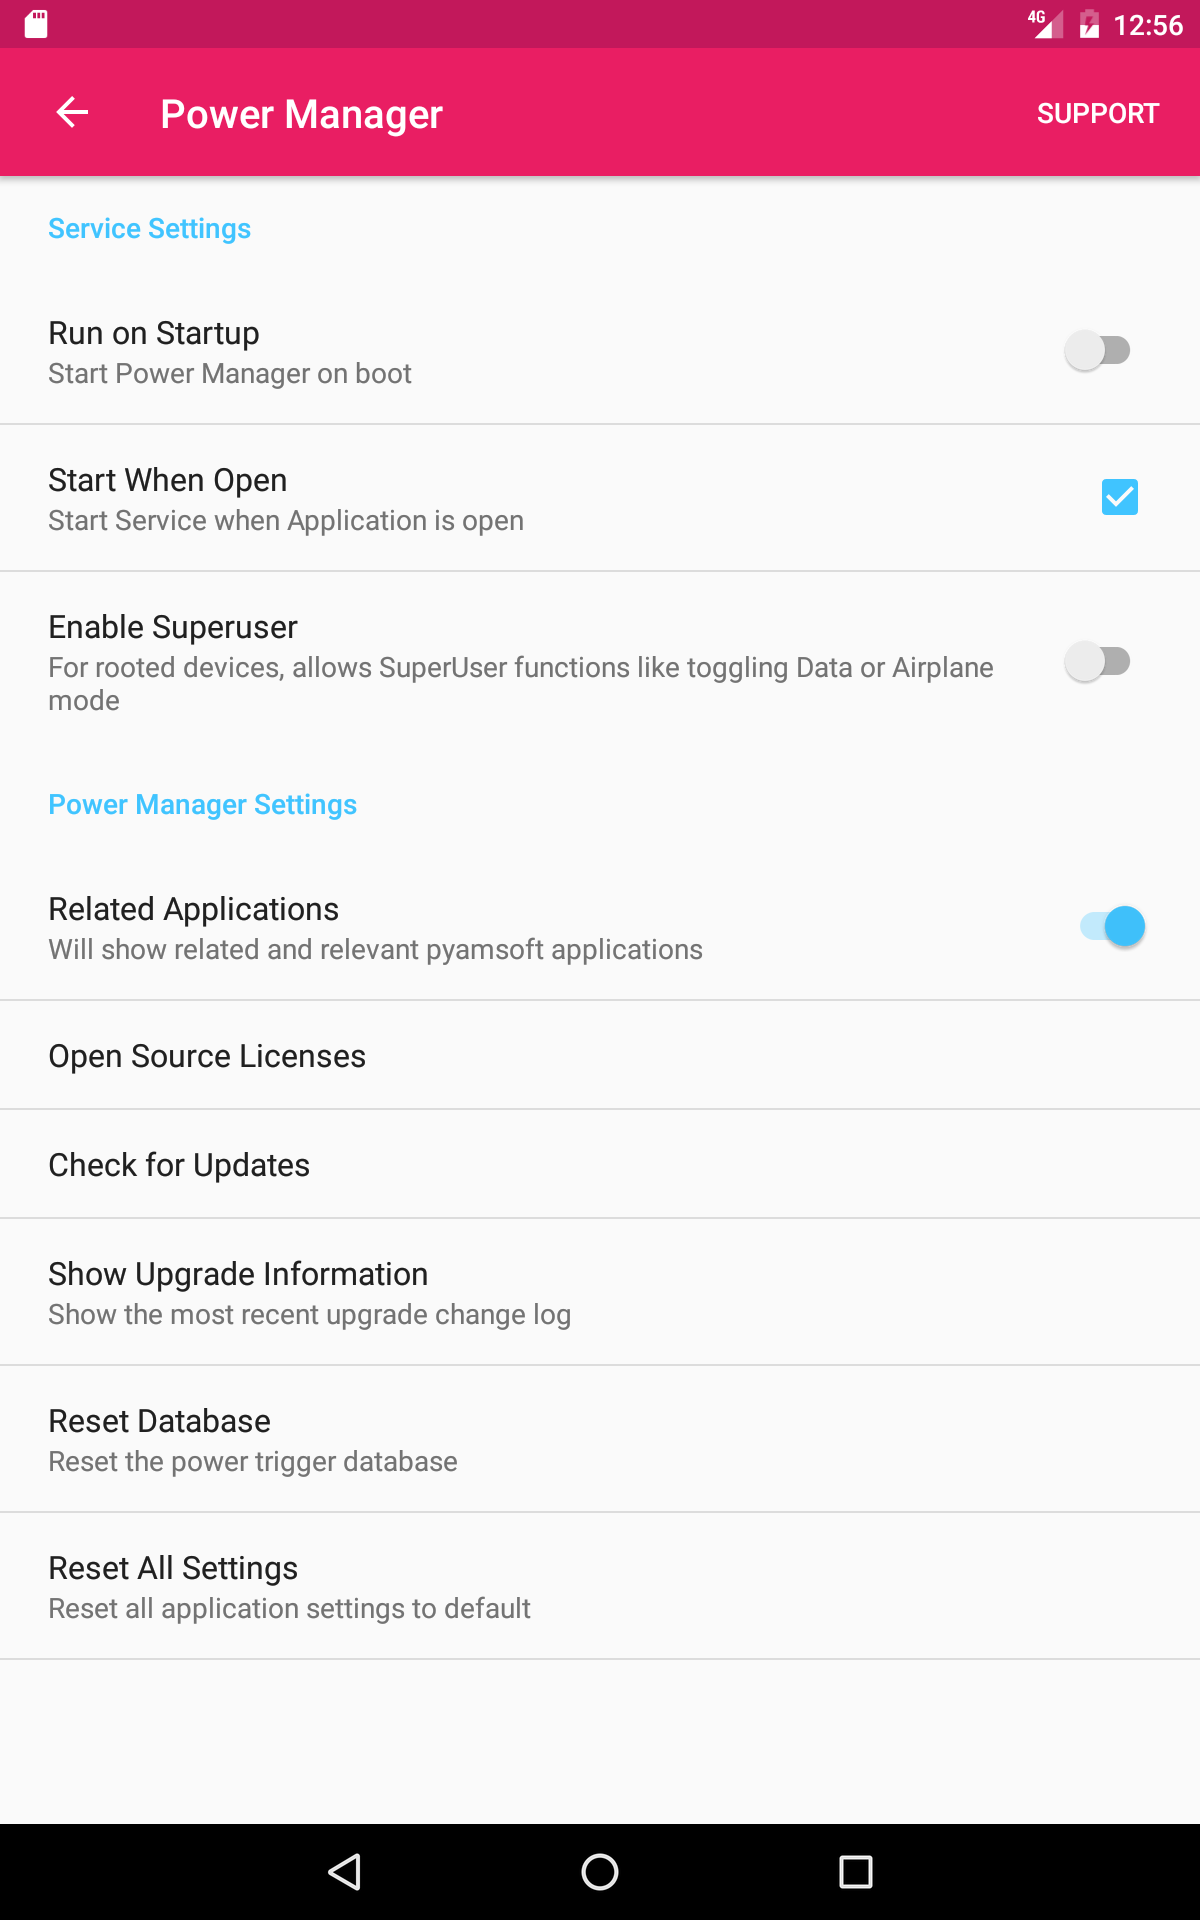 4G 12:56
Power Manager SUPPORT
Service Settings
Run on Startup
Start Power Manager on boot
Start When Open
Start Service when Application is open
Enable Superuser
For rooted devices, allows SuperUser functions like toggling Data or Airplane
mode
Power Manager Settings
Related Applications
Will show related and relevant pyamsoft applications
Open Source Licenses
Check for Updates
Show Upgrade Information
Show the most recent upgrade change log
Reset Database
Reset the power trigger database
Reset All Settings
Reset all application settings to default